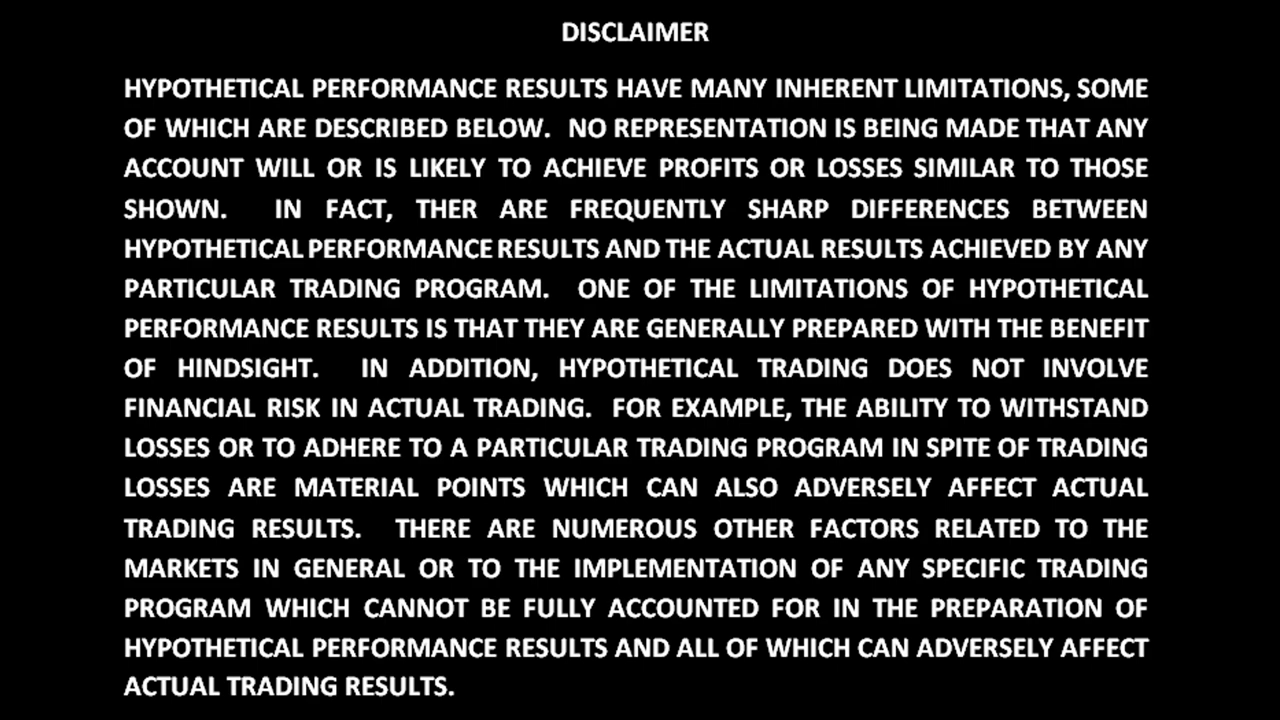 DISCLAIMER
HYPOTHETICAL PERFORMANCE RESULTS HAVE MANY INHERENT LIMITATIONS, SOME
OF WHICH ARE DESCRIBED BELOW. NO REPRESENTATION IS BEING MADE THAT ANY
ACCOUNT WILL OR IS LIKELY TO ACHIEVE PROFITS OR LOSSES SIMILAR TO THOSE
SHOWN. IN FACT, THER ARE FREQUENTLY SHARP DIFFERENCES BETWEEN
HYPOTHETICAL PERFORMANCE RESULTS AND THE ACTUAL RESULTS ACHIEVED BY ANY
PARTICULAR TRADING PROGRAM. ONE OF THE LIMITATIONS OF HYPOTHETICAL
PERFORMANCE RESULTS IS THAT THEY ARE GENERALLY PREPARED WITH THE BENEFIT
OF HINDSIGHT. IN ADDITION, HYPOTHETICAL TRADING DOES NOT INVOLVE
FINANCIAL RISK IN ACTUAL TRADING. FOR EXAMPLE, THE ABILITY TO WITHSTAND
LOSSES OR TO ADHERE TO A PARTICULAR TRADING PROGRAM IN SPITE OF TRADING
LOSSES ARE MATERIAL POINTS WHICH CAN ALSO ADVERSELY AFFECT ACTUAL
TRADING RESULTS. THERE ARE NUMEROUS OTHER FACTORS RELATED TO THE
MARKETS IN GENERAL OR TO THE IMPLEMENTATION OF ANY SPECIFIC TRADING
PROGRAM WHICH CANNOT BE FULLY ACCOUNTED FOR IN THE PREPARATION OF
HYPOTHETICAL PERFORMANCE RESULTS AND ALL OF WHICH CAN ADVERSELY AFFECT
ACTUAL TRADING RESULTS.